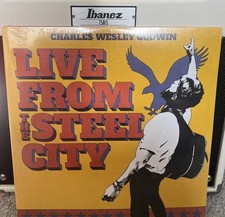 Ibanez
CHARLES WESLEY GODWIN
LIVE
FROM
THE STEEL
CITY